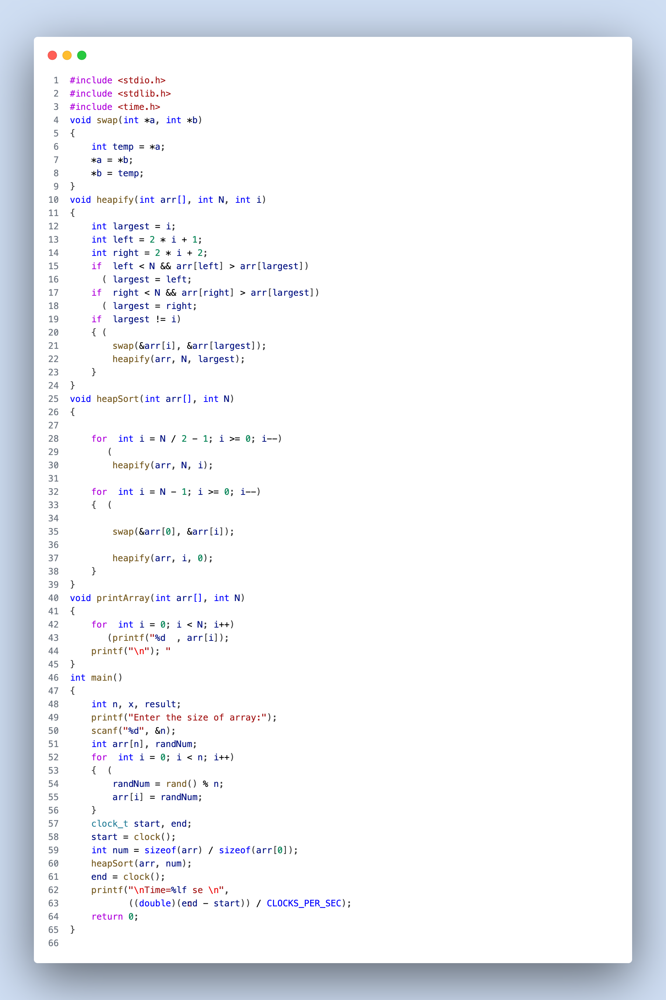 1 #include <stdio.h>
2 #include <stdlib.h>
3 #include <time.h>
4 void swap(int *a, int *b)
5 {
6     int temp = *a;
7     *a = *b;
8     *b = temp;
9 }
10 void heapify(int arr[], int N, int i)
11 {
12     int largest = i;
13     int left = 2 * i + 1;
14     int right = 2 * i + 2;
15     if  left < N && arr[left] > arr[largest])
16       ( largest = left;
17     if  right < N && arr[right] > arr[largest])
18       ( largest = right;
19     if  largest != i)
20     { (
21         swap(&arr[i], &arr[largest]);
22         heapify(arr, N, largest);
23     }
24 }
25 void heapSort(int arr[], int N)
26 {
27
28     for  int i = N / 2 - 1; i >= 0; i--)
29        (
30         heapify(arr, N, i);
31
32     for  int i = N - 1; i >= 0; i--)
33     {  (
34
35         swap(&arr[0], &arr[i]);
36
37         heapify(arr, i, 0);
38     }
39 }
40 void printArray(int arr[], int N)
41 {
42     for  int i = 0; i < N; i++)
43        (printf("%d  , arr[i]);
44     printf("\n"); "
45 }
46 int main()
47 {
48     int n, x, result;
49     printf("Enter the size of array:");
50     scanf("%d", &n);
51     int arr[n], randNum;
52     for  int i = 0; i < n; i++)
53     {  (
54         randNum = rand() % n;
55         arr[i] = randNum;
56     }
57     clock_t start, end;
58     start = clock();
59     int num = sizeof(arr) / sizeof(arr[0]);
60     heapSort(arr, num);
61     end = clock();
62     printf("\nTime=%lf se \n",
63            ((double)(end - start)) / CLOCKS_PER_SEC);
64     return 0;
65 }
66